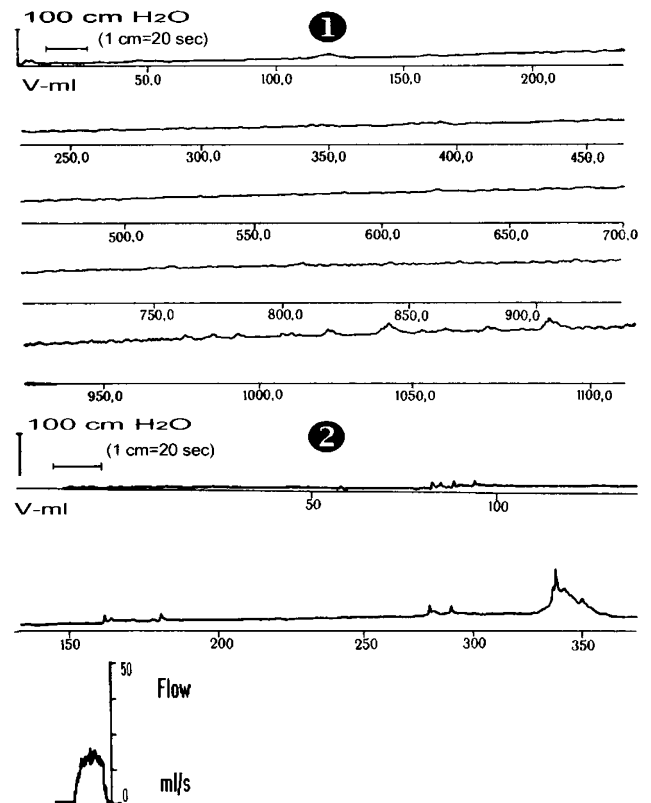 100 cm H2O
1
(1 cm=20 sec)
50,0 100,0 150,0 200,0
V-ml
250,0 300,0 350,0 400,0 450,0
500,0 550,0 600,0 650,0 700,0
750,0 800,0 850,0 900,0
950,0 1000,0 1050,0 1100,0
100 cm H2O
2
(1 cm=20 sec)
V-ml
50 100
150 200 250 300 350
50
Flow
ml/s
0